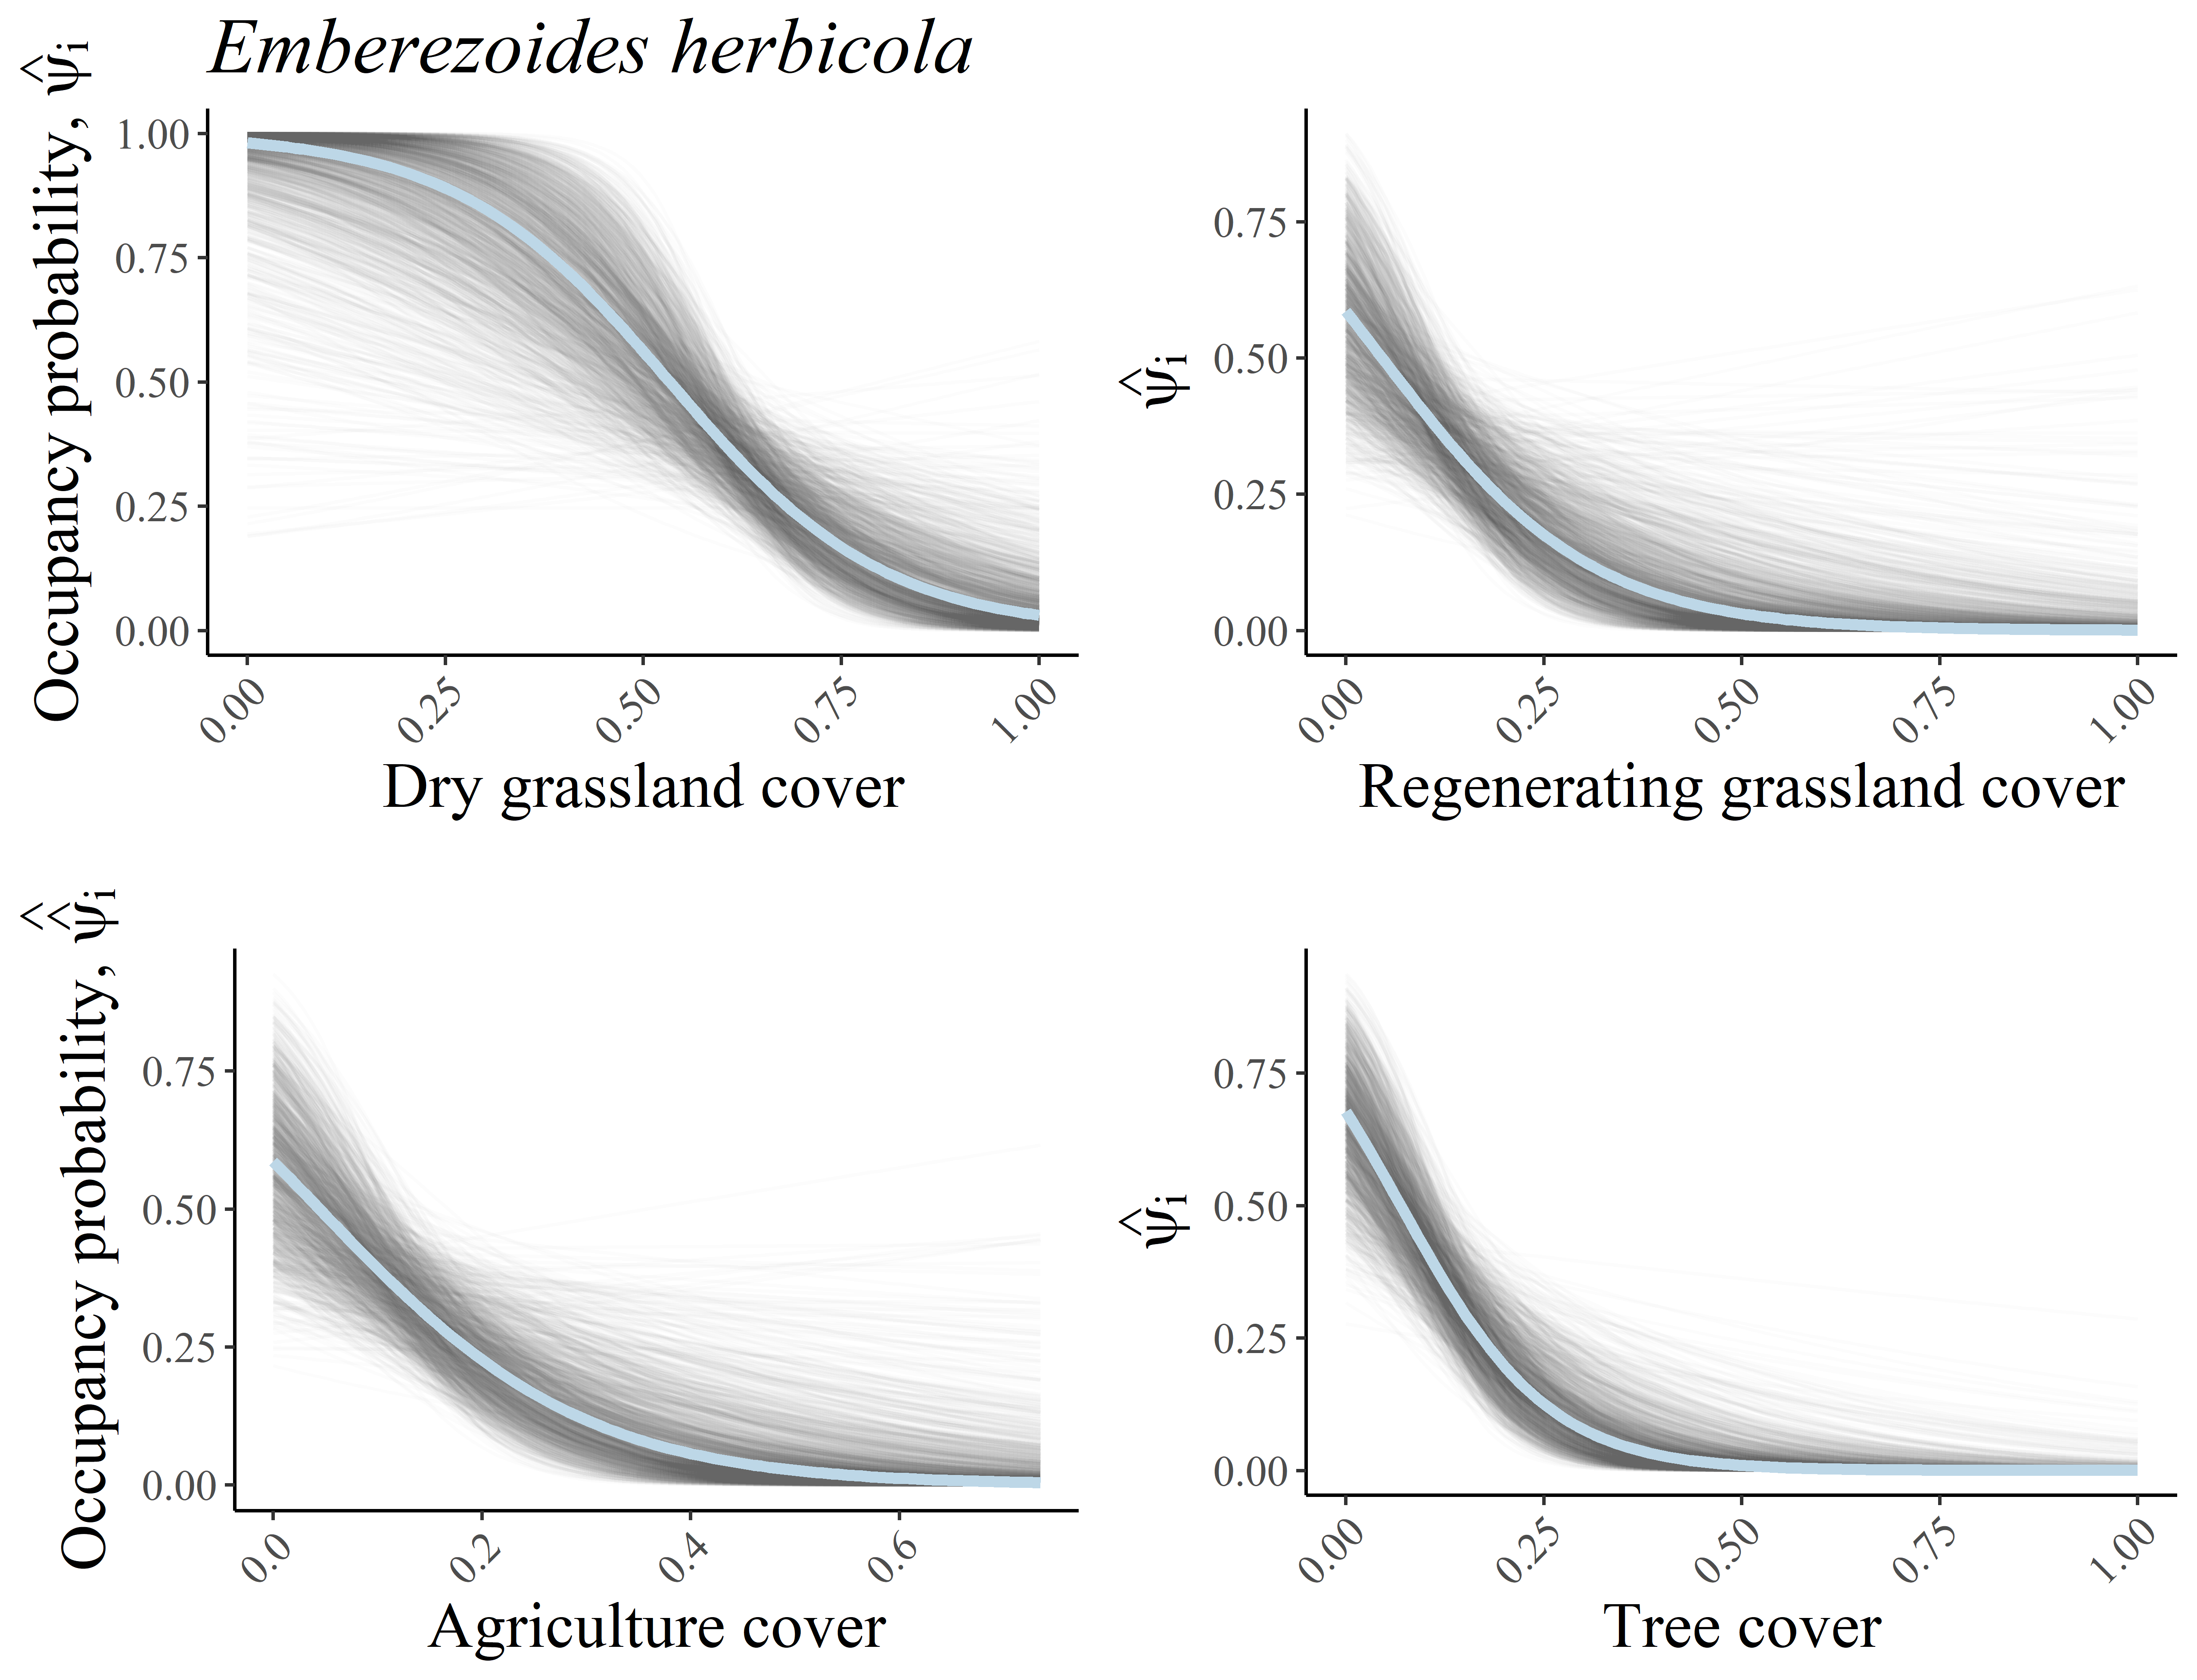 Emberezoides herbicola
Occupancy probability, ψ̂i
1.00
0.75
0.50
0.25
0.00
0.00 0.25 0.50 0.75 1.00
Dry grassland cover
ψ̂i
0.75
0.50
0.25
0.00
0.00 0.25 0.50 0.75 1.00
Regenerating grassland cover
Occupancy probability, ψ̂̂i
0.75
0.50
0.25
0.00
0.0 0.2 0.4 0.6
Agriculture cover
ψ̂i
0.75
0.50
0.25
0.00
0.00 0.25 0.50 0.75 1.00
Tree cover